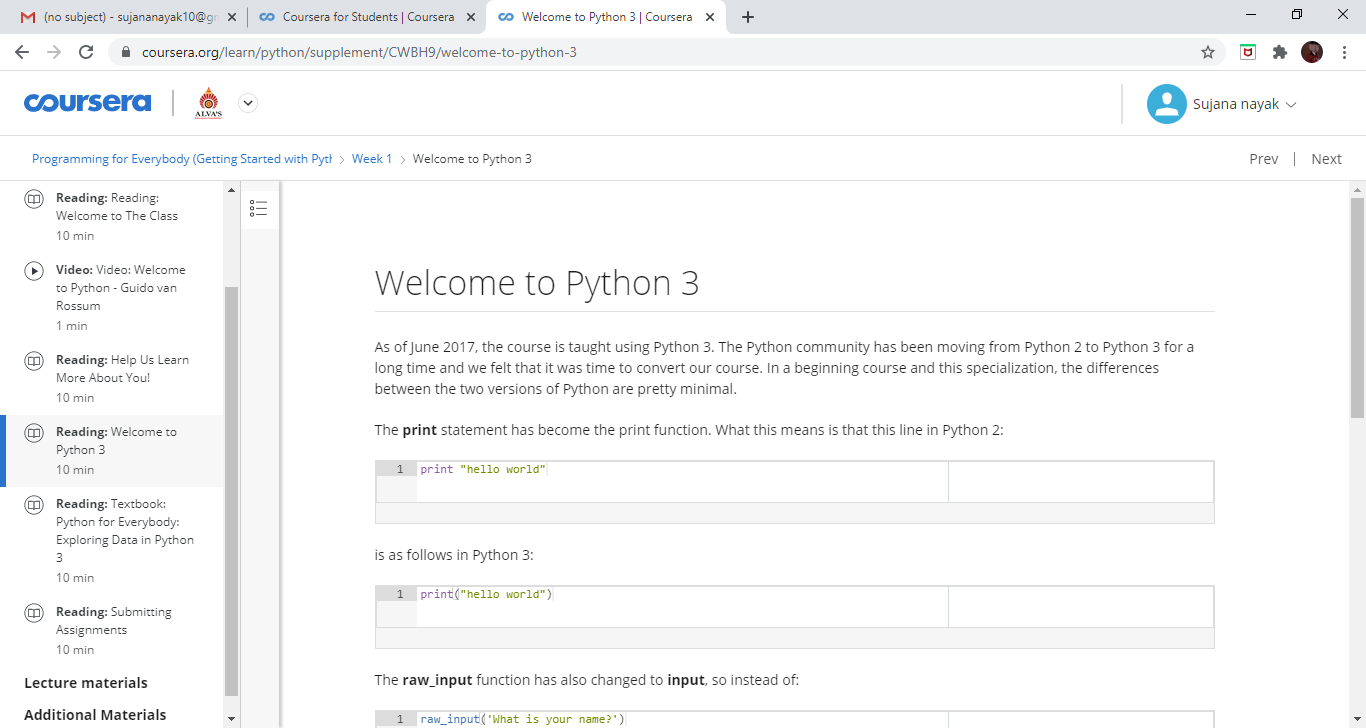 (no subject) - sujananayak10@gm
Coursera for Students | Coursera
Welcome to Python 3 | Coursera
coursera.org/learn/python/supplement/CWBH9/welcome-to-python-3
coursera
ALVA'S
Sujana nayak
Programming for Everybody (Getting Started with Pyth
Week 1
Welcome to Python 3
Prev | Next
Reading: Reading:
Welcome to The Class
10 min
Video: Video: Welcome
to Python - Guido van
Rossum
1 min
Reading: Help Us Learn
More About You!
10 min
Reading: Welcome to
Python 3
10 min
Reading: Textbook:
Python for Everybody:
Exploring Data in Python
3
10 min
Reading: Submitting
Assignments
10 min
Lecture materials
Additional Materials
Welcome to Python 3
As of June 2017, the course is taught using Python 3. The Python community has been moving from Python 2 to Python 3 for a
long time and we felt that it was time to convert our course. In a beginning course and this specialization, the differences
between the two versions of Python are pretty minimal.
The print statement has become the print function. What this means is that this line in Python 2:
1 print "hello world"
is as follows in Python 3:
1 print("hello world")
The raw_input function has also changed to input, so instead of:
1 raw_input('What is your name?')